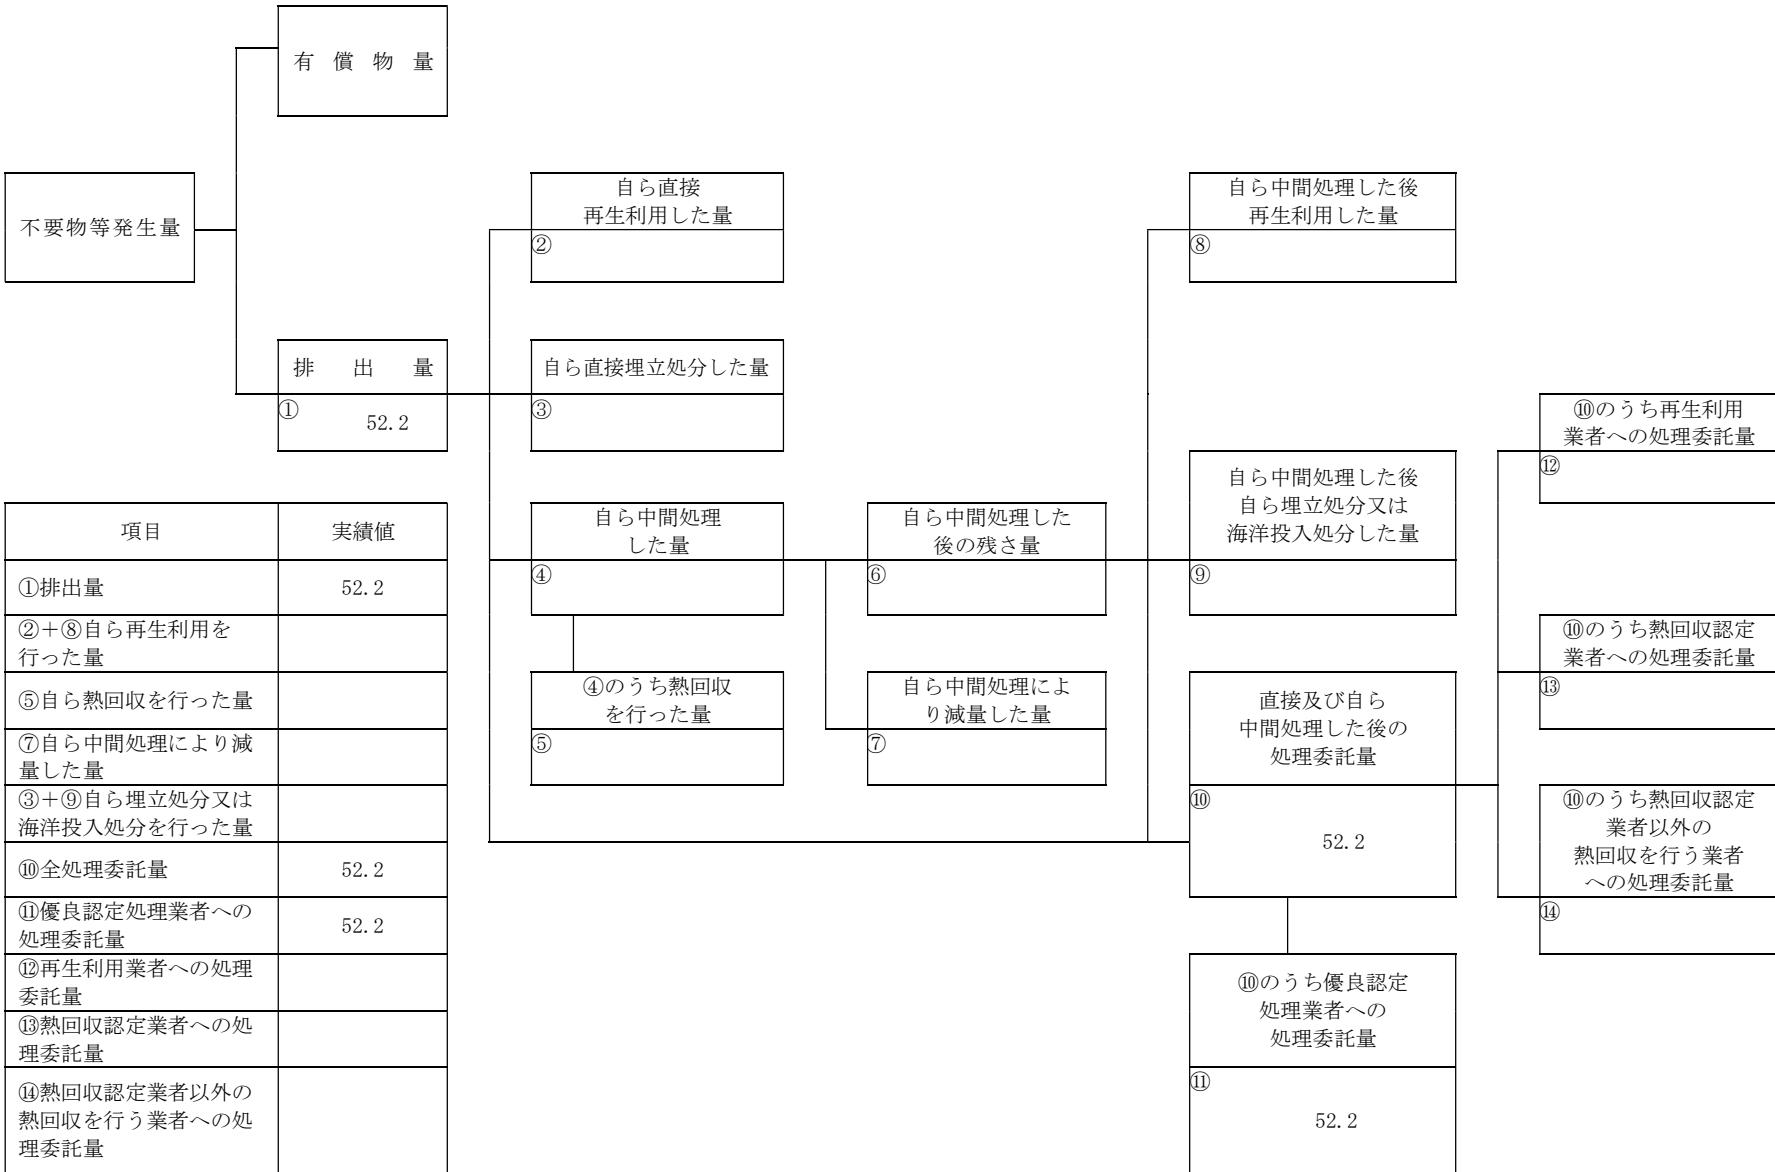 有償物量
不要物等発生量
自ら直接
再生利用した量
②
自ら中間処理した後
再生利用した量
⑧
排出量
①
52.2
自ら直接埋立処分した量
③
⑩のうち再生利用
業者への処理委託量
⑫
自ら中間処理
した量
④
自ら中間処理した
後の残さ量
⑥
自ら中間処理した後
自ら埋立処分又は
海洋投入処分した量
⑨
⑩のうち熱回収認定
業者への処理委託量
⑬
④のうち熱回収
を行った量
⑤
自ら中間処理によ
り減量した量
⑦
直接及び自ら
中間処理した後の
処理委託量
⑩
52.2
⑩のうち熱回収認定
業者以外の
熱回収を行う業者
への処理委託量
⑭
⑩のうち優良認定
処理業者への
処理委託量
⑪
52.2
項目 実績値
①排出量 52.2
②+⑧自ら再生利用を
行った量
⑤自ら熱回収を行った量
⑦自ら中間処理により減
量した量
③+⑨自ら埋立処分又は
海洋投入処分を行った量
⑩全処理委託量 52.2
⑪優良認定処理業者への
処理委託量 52.2
⑫再生利用業者への処理
委託量
⑬熱回収認定業者への処
理委託量
⑭熱回収認定業者以外の
熱回収を行う業者への処
理委託量